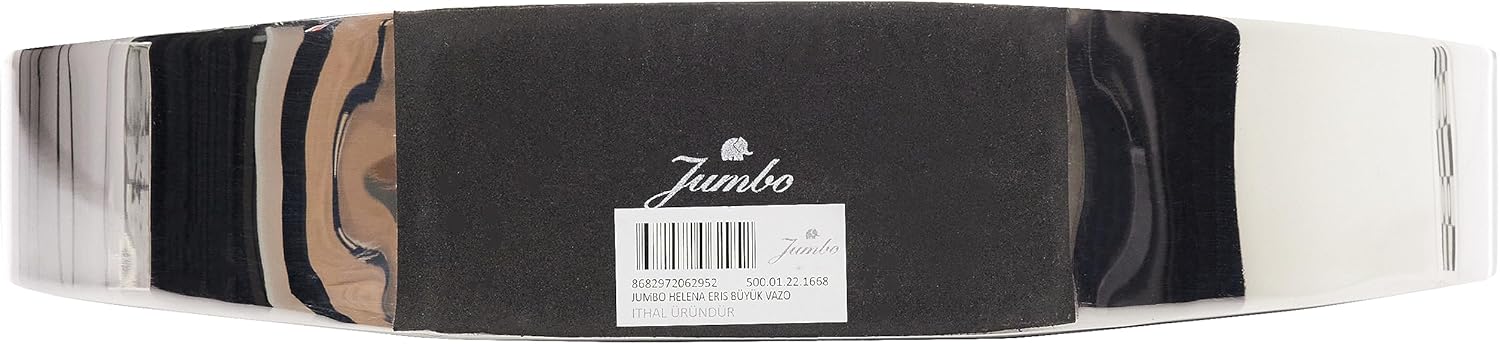 Jumbo
Jumbo
8682972062952 500.01.22.1668
JUMBO HELENA ERIS BÜYÜK VAZO
ITHAL ÜRÜNDÜR